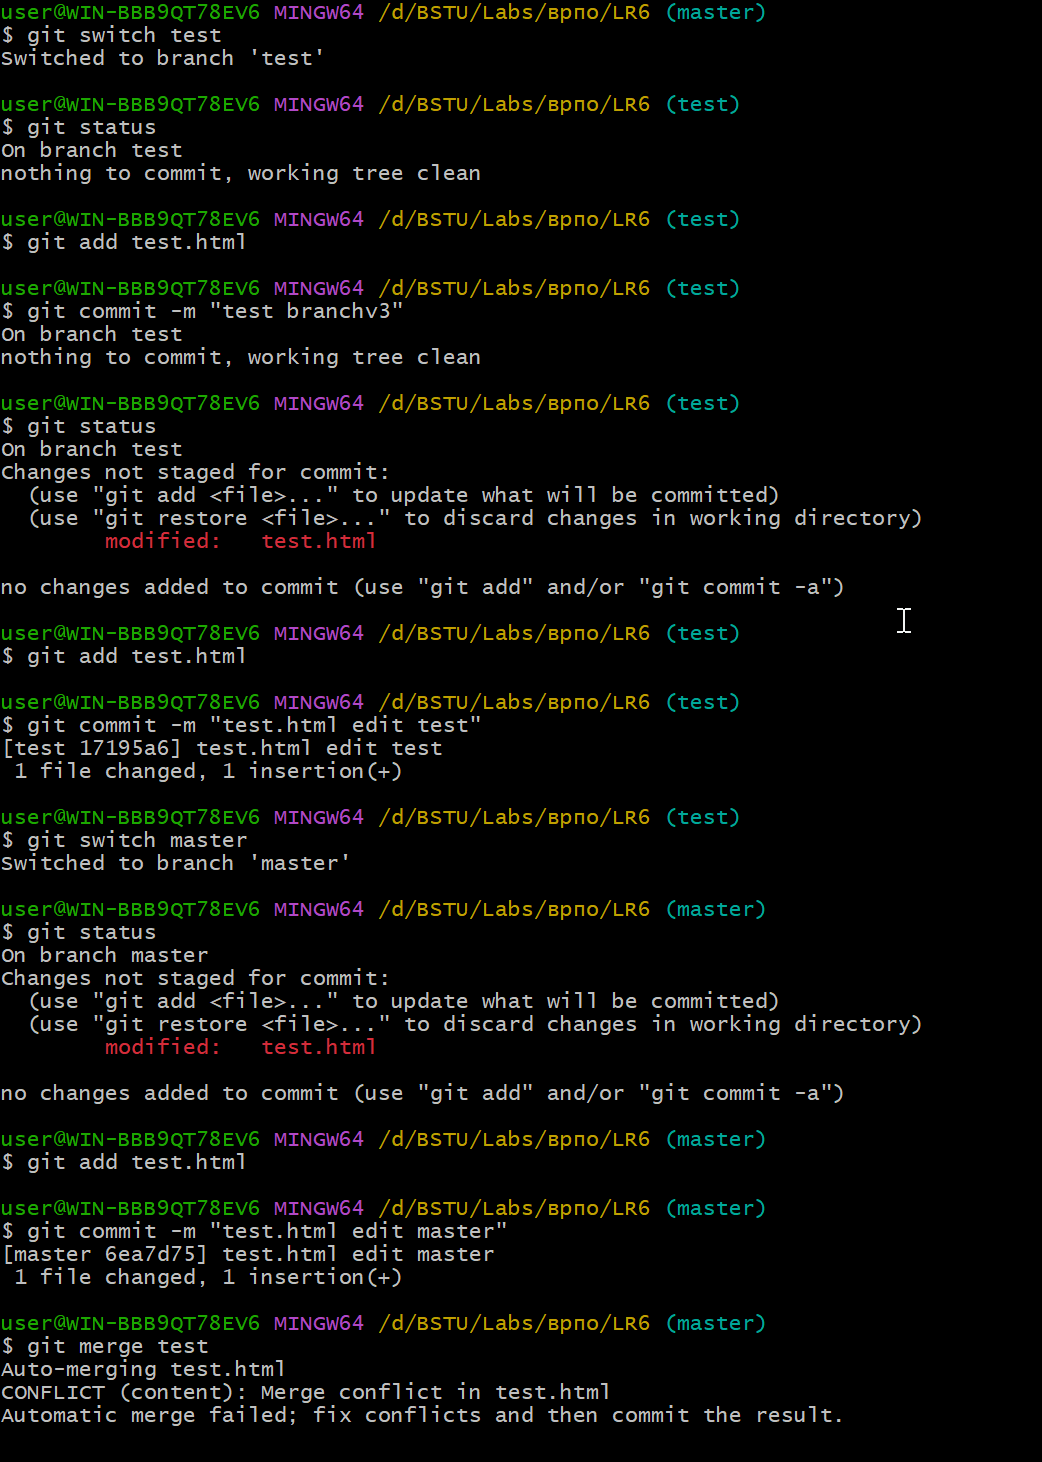 user@WIN-BBB9QT78EV6 MINGW64 /d/BSTU/Labs/врпо/LR6 (master)
$ git switch test
Switched to branch 'test'
user@WIN-BBB9QT78EV6 MINGW64 /d/BSTU/Labs/врпо/LR6 (test)
$ git status
On branch test
nothing to commit, working tree clean
user@WIN-BBB9QT78EV6 MINGW64 /d/BSTU/Labs/врпо/LR6 (test)
$ git add test.html
user@WIN-BBB9QT78EV6 MINGW64 /d/BSTU/Labs/врпо/LR6 (test)
$ git commit -m "test branchv3"
On branch test
nothing to commit, working tree clean
user@WIN-BBB9QT78EV6 MINGW64 /d/BSTU/Labs/врпо/LR6 (test)
$ git status
On branch test
Changes not staged for commit:
  (use "git add <file>..." to update what will be committed)
  (use "git restore <file>..." to discard changes in working directory)
        modified:   test.html
no changes added to commit (use "git add" and/or "git commit -a")
user@WIN-BBB9QT78EV6 MINGW64 /d/BSTU/Labs/врпо/LR6 (test)
$ git add test.html
user@WIN-BBB9QT78EV6 MINGW64 /d/BSTU/Labs/врпо/LR6 (test)
$ git commit -m "test.html edit test"
[test 17195a6] test.html edit test
 1 file changed, 1 insertion(+)
user@WIN-BBB9QT78EV6 MINGW64 /d/BSTU/Labs/врпо/LR6 (test)
$ git switch master
Switched to branch 'master'
user@WIN-BBB9QT78EV6 MINGW64 /d/BSTU/Labs/врпо/LR6 (master)
$ git status
On branch master
Changes not staged for commit:
  (use "git add <file>..." to update what will be committed)
  (use "git restore <file>..." to discard changes in working directory)
        modified:   test.html
no changes added to commit (use "git add" and/or "git commit -a")
user@WIN-BBB9QT78EV6 MINGW64 /d/BSTU/Labs/врпо/LR6 (master)
$ git add test.html
user@WIN-BBB9QT78EV6 MINGW64 /d/BSTU/Labs/врпо/LR6 (master)
$ git commit -m "test.html edit master"
[master 6ea7d75] test.html edit master
 1 file changed, 1 insertion(+)
user@WIN-BBB9QT78EV6 MINGW64 /d/BSTU/Labs/врпо/LR6 (master)
$ git merge test
Auto-merging test.html
CONFLICT (content): Merge conflict in test.html
Automatic merge failed; fix conflicts and then commit the result.